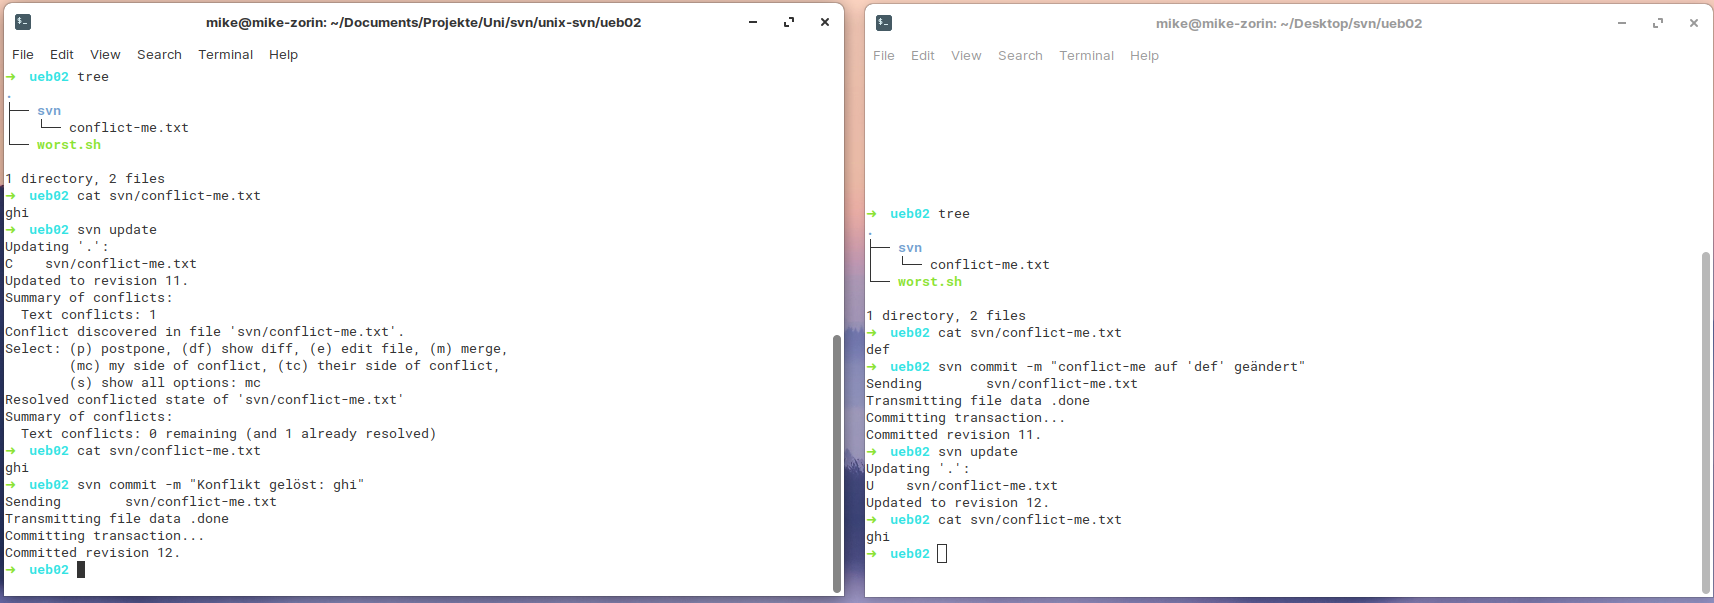 mike@mike-zorin: ~/Documents/Projekte/Uni/svn/unix-svn/ueb02
File Edit View Search Terminal Help
➜ ueb02 tree
.
├── svn
│   └── conflict-me.txt
└── worst.sh
1 directory, 2 files
➜ ueb02 cat svn/conflict-me.txt
ghi
➜ ueb02 svn update
Updating '.':
C    svn/conflict-me.txt
Updated to revision 11.
Summary of conflicts:
  Text conflicts: 1
Conflict discovered in file 'svn/conflict-me.txt'.
Select: (p) postpone, (df) show diff, (e) edit file, (m) merge,
        (mc) my side of conflict, (tc) their side of conflict,
        (s) show all options: mc
Resolved conflicted state of 'svn/conflict-me.txt'
Summary of conflicts:
  Text conflicts: 0 remaining (and 1 already resolved)
➜ ueb02 cat svn/conflict-me.txt
ghi
➜ ueb02 svn commit -m "Konflikt gelöst: ghi"
Sending        svn/conflict-me.txt
Transmitting file data .done
Committing transaction...
Committed revision 12.
➜ ueb02
mike@mike-zorin: ~/Desktop/svn/ueb02
File Edit View Search Terminal Help
➜ ueb02 tree
.
├── svn
│   └── conflict-me.txt
└── worst.sh
1 directory, 2 files
➜ ueb02 cat svn/conflict-me.txt
def
➜ ueb02 svn commit -m "conflict-me auf 'def' geändert"
Sending        svn/conflict-me.txt
Transmitting file data .done
Committing transaction...
Committed revision 11.
➜ ueb02 svn update
Updating '.':
U    svn/conflict-me.txt
Updated to revision 12.
➜ ueb02 cat svn/conflict-me.txt
ghi
➜ ueb02